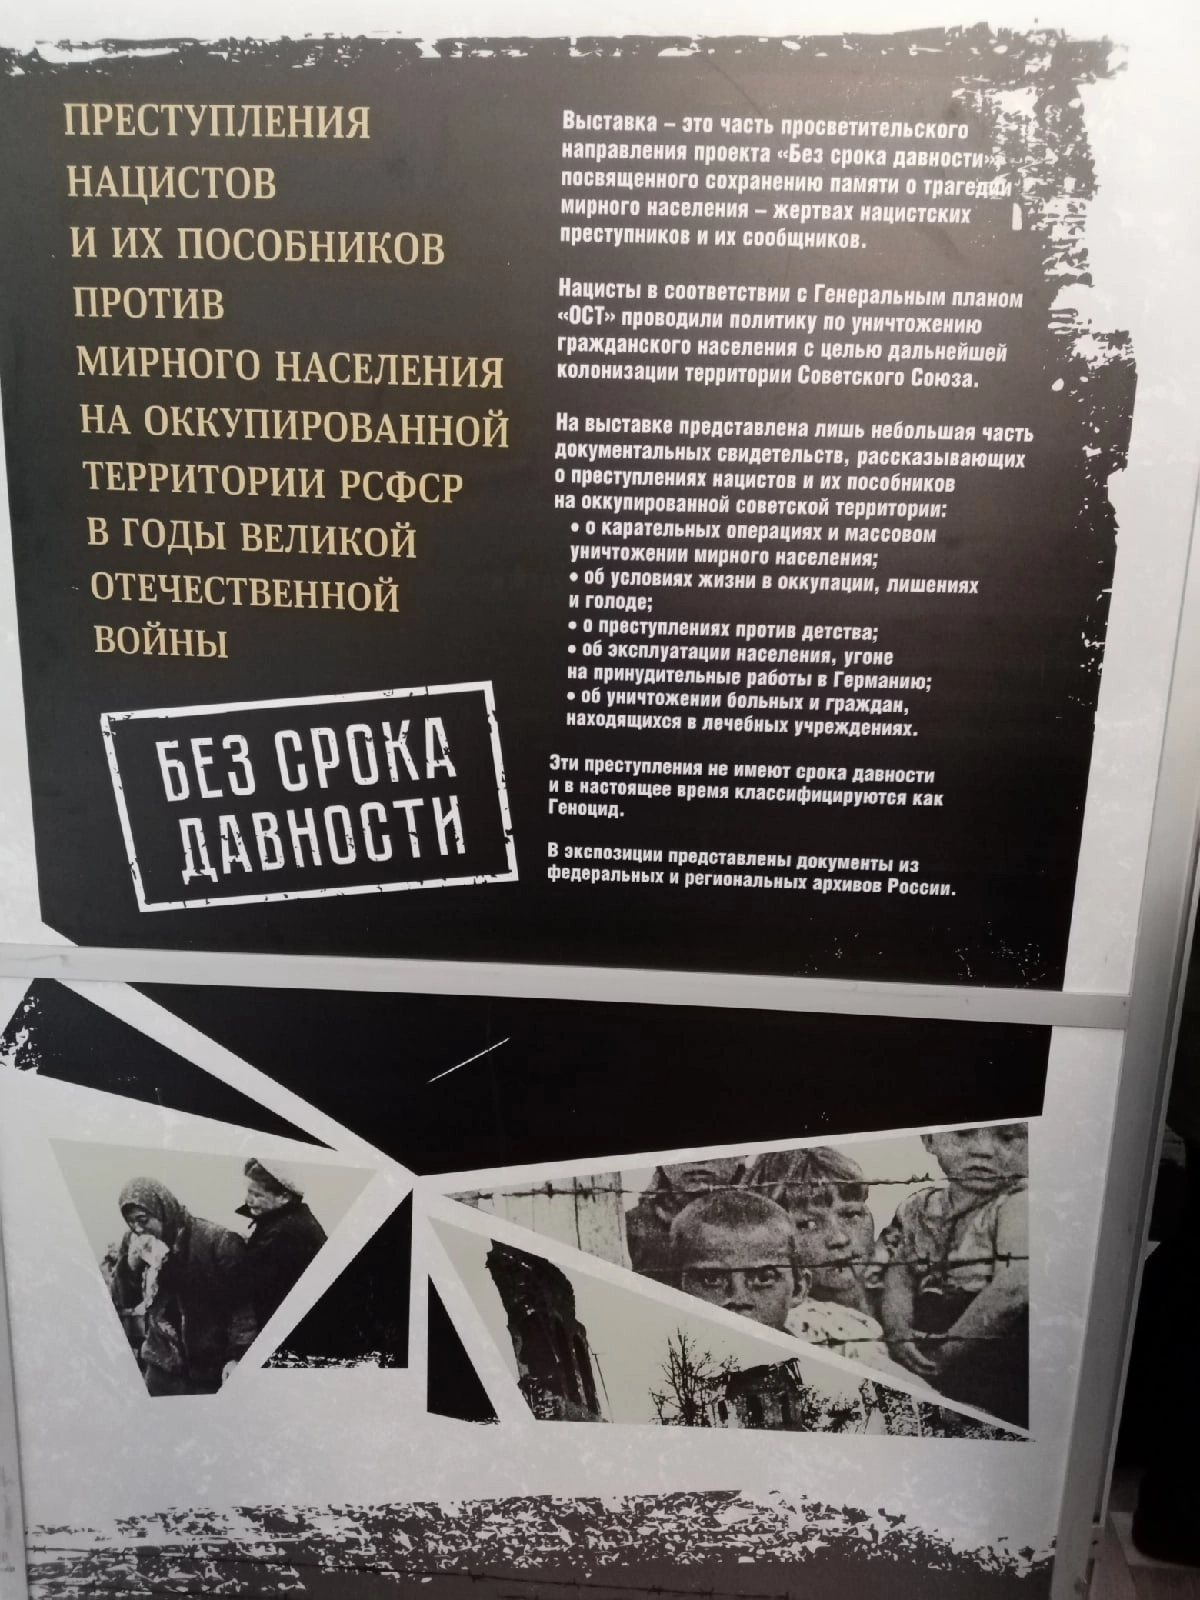 ПРЕСТУПЛЕНИЯ
НАЦИСТОВ
И ИХ ПОСОБНИКОВ
ПРОТИВ
МИРНОГО НАСЕЛЕНИЯ
НА ОККУПИРОВАННОЙ
ТЕРРИТОРИИ РСФСР
В ГОДЫ ВЕЛИКОЙ
ОТЕЧЕСТВЕННОЙ
ВОЙНЫ
БЕЗ СРОКА
ДАВНОСТИ
Выставка – это часть просветительского
направления проекта «Без срока давности»,
посвященного сохранению памяти о трагедии
мирного населения – жертвах нацистских
преступников и их сообщников.
Нацисты в соответствии с Генеральным планом
«ОСТ» проводили политику по уничтожению
гражданского населения с целью дальнейшей
колонизации территории Советского Союза.
На выставке представлена лишь небольшая часть
документальных свидетельств, рассказывающих
о преступлениях нацистов и их пособников
на оккупированной советской территории:
• о карательных операциях и массовом
уничтожении мирного населения;
• об условиях жизни в оккупации, лишениях
и голоде;
• о преступлениях против детства;
• об эксплуатации населения, угоне
на принудительные работы в Германию;
• об уничтожении больных и граждан,
находящихся в лечебных учреждениях.
Эти преступления не имеют срока давности
и в настоящее время классифицируются как
Геноцид.
В экспозиции представлены документы из
федеральных и региональных архивов России.